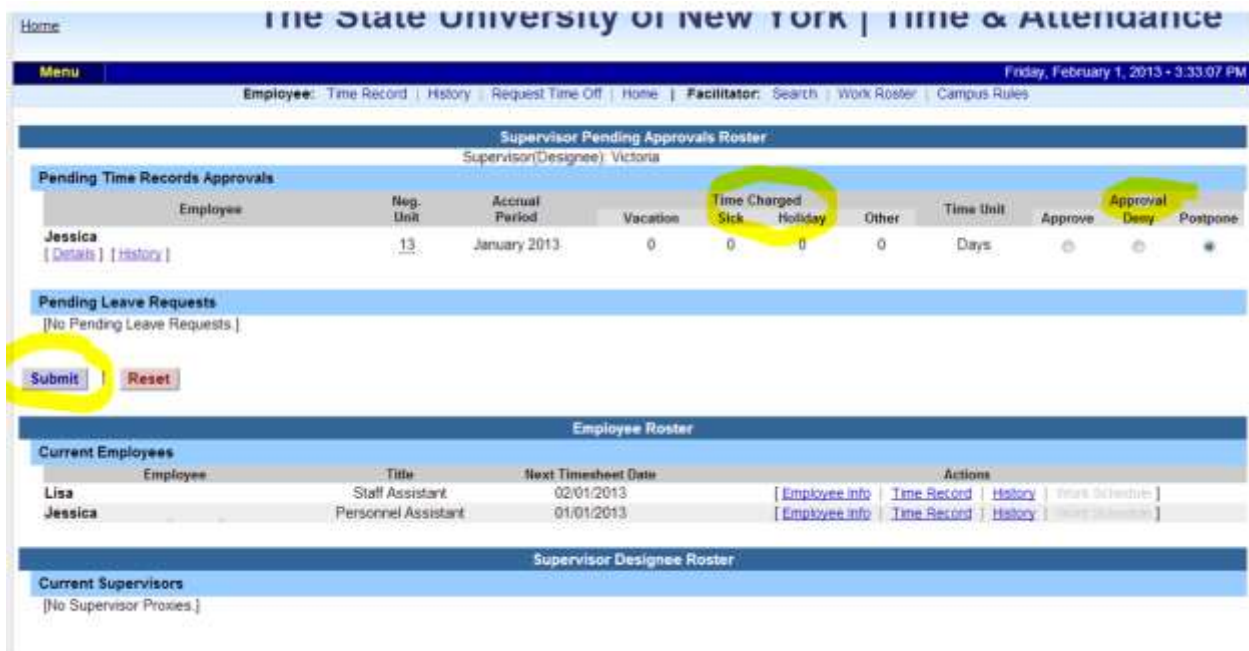 Home
The State University of New York | Time & Attendance
Menu
Friday, February 1, 2013 - 3:33:07 PM
Employee: Time Record | History | Request Time Off | Home | Facilitator: Search | Work Roster | Campus Rules
Supervisor Pending Approvals Roster
Supervisor(Designee): Victoria
Pending Time Records Approvals
Employee Neg. Unit Accrual Period Time Charged Vacation Sick Holiday Other Time Unit Approval Approve Deny Postpone
Jessica 13 January 2013 0 0 0 0 Days
[ Details ] [ History ]
Pending Leave Requests
[No Pending Leave Requests.]
Submit | Reset
Employee Roster
Current Employees
Employee Title Next Timesheet Date Actions
Lisa Staff Assistant 02/01/2013 [ Employee Info | Time Record | History | Work Schedule ]
Jessica Personnel Assistant 01/01/2013 [ Employee Info | Time Record | History | Work Schedule ]
Supervisor Designee Roster
Current Supervisors
[No Supervisor Proxies.]